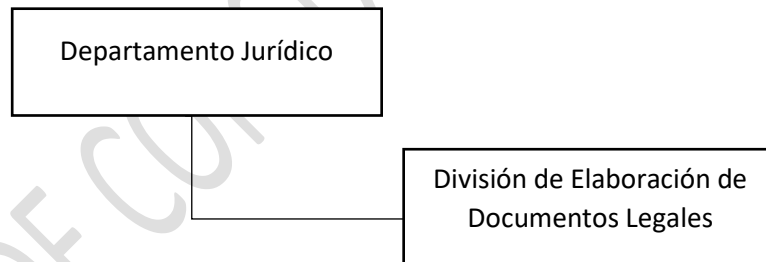 Departamento Jurídico
División de Elaboración de
Documentos Legales